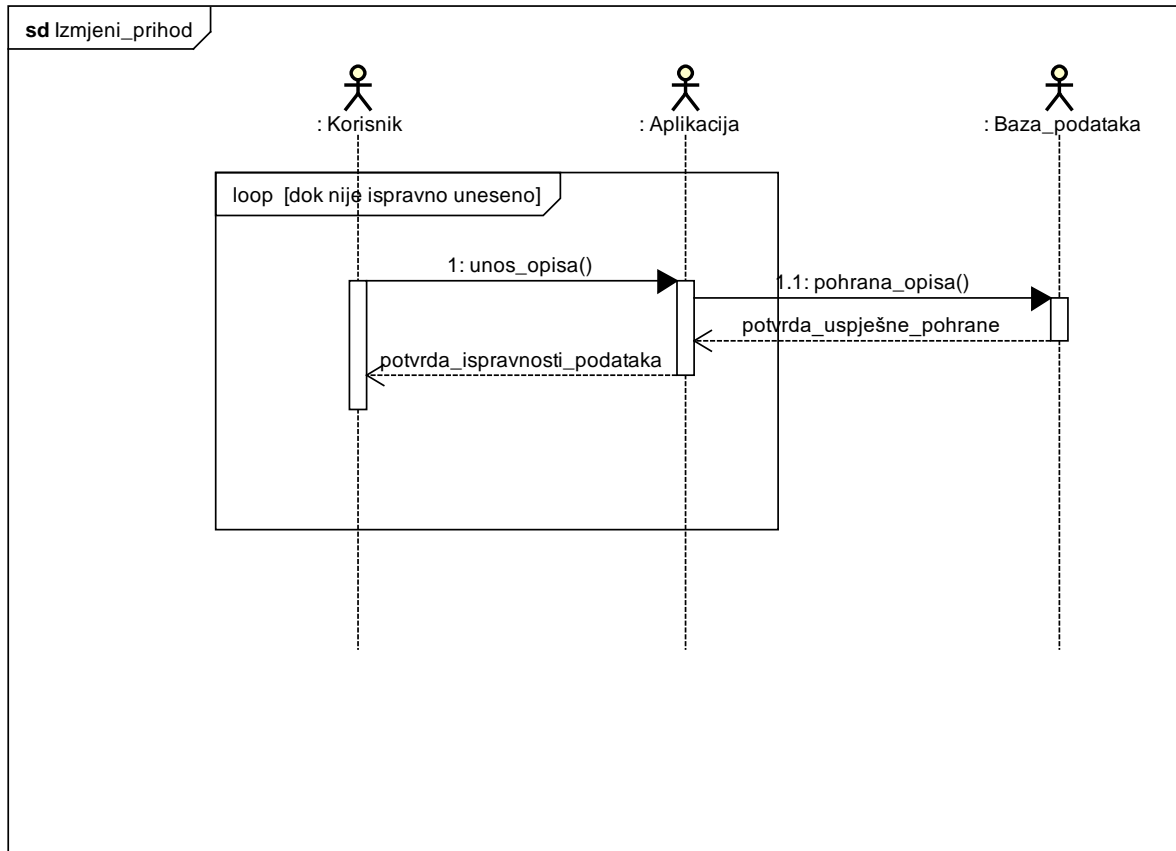 sd Izmjeni_prihod
: Korisnik
: Aplikacija
: Baza_podataka
loop [dok nije ispravno uneseno]
1: unos_opisa()
1.1: pohrana_opisa()
potvrda_uspješne_pohrane
potvrda_ispravnosti_podataka